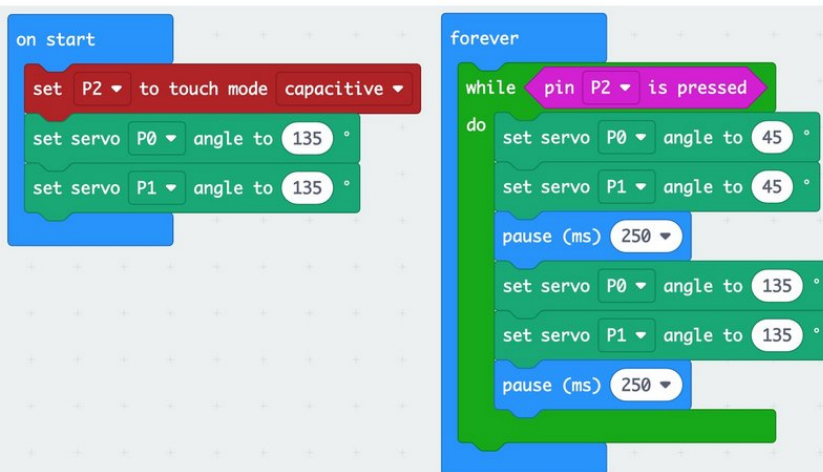 on start
set P2 to touch mode capacitive
set servo P0 angle to 135 °
set servo P1 angle to 135 °
forever
while pin P2 is pressed
do
set servo P0 angle to 45 °
set servo P1 angle to 45 °
pause (ms) 250
set servo P0 angle to 135 °
set servo P1 angle to 135 °
pause (ms) 250